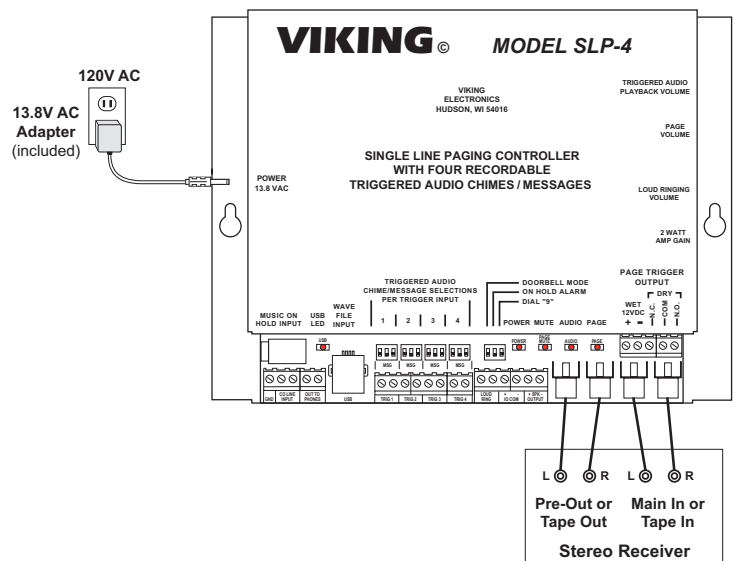 VIKING © MODEL SLP-4
120V AC
13.8V AC
Adapter
(included)
VIKING
ELECTRONICS
HUDSON, WI 54016
TRIGGERED AUDIO
PLAYBACK VOLUME
PAGE
VOLUME
SINGLE LINE PAGING CONTROLLER
WITH FOUR RECORDABLE
TRIGGERED AUDIO CHIMES / MESSAGES
POWER
13.8 VAC
LOUD RINGING
VOLUME
2 WATT
AMP GAIN
PAGE TRIGGER
OUTPUT
DRY
WET
12VDC
+ -
N.C.
COM
N.O.
TRIGGERED AUDIO
CHIME/MESSAGE SELECTIONS
PER TRIGGER INPUT
1 2 3 4
DOORBELL MODE
ON HOLD ALARM
DIAL "9"
MUSIC ON
HOLD INPUT
USB
LED
WAVE
FILE
INPUT
POWER MUTE AUDIO PAGE
USB
POWER
PAGE
MUTE
AUDIO
PAGE
MSG MSG MSG MSG
GND
CO LINE
INPUT
OUT TO
PHONES
USB
TRIG 1 TRIG 2 TRIG 3 TRIG 4
LOUD
RING
+ -
IO COM
+ SPK -
OUTPUT
L R L R
Pre-Out or
Tape Out
Main In or
Tape In
Stereo Receiver